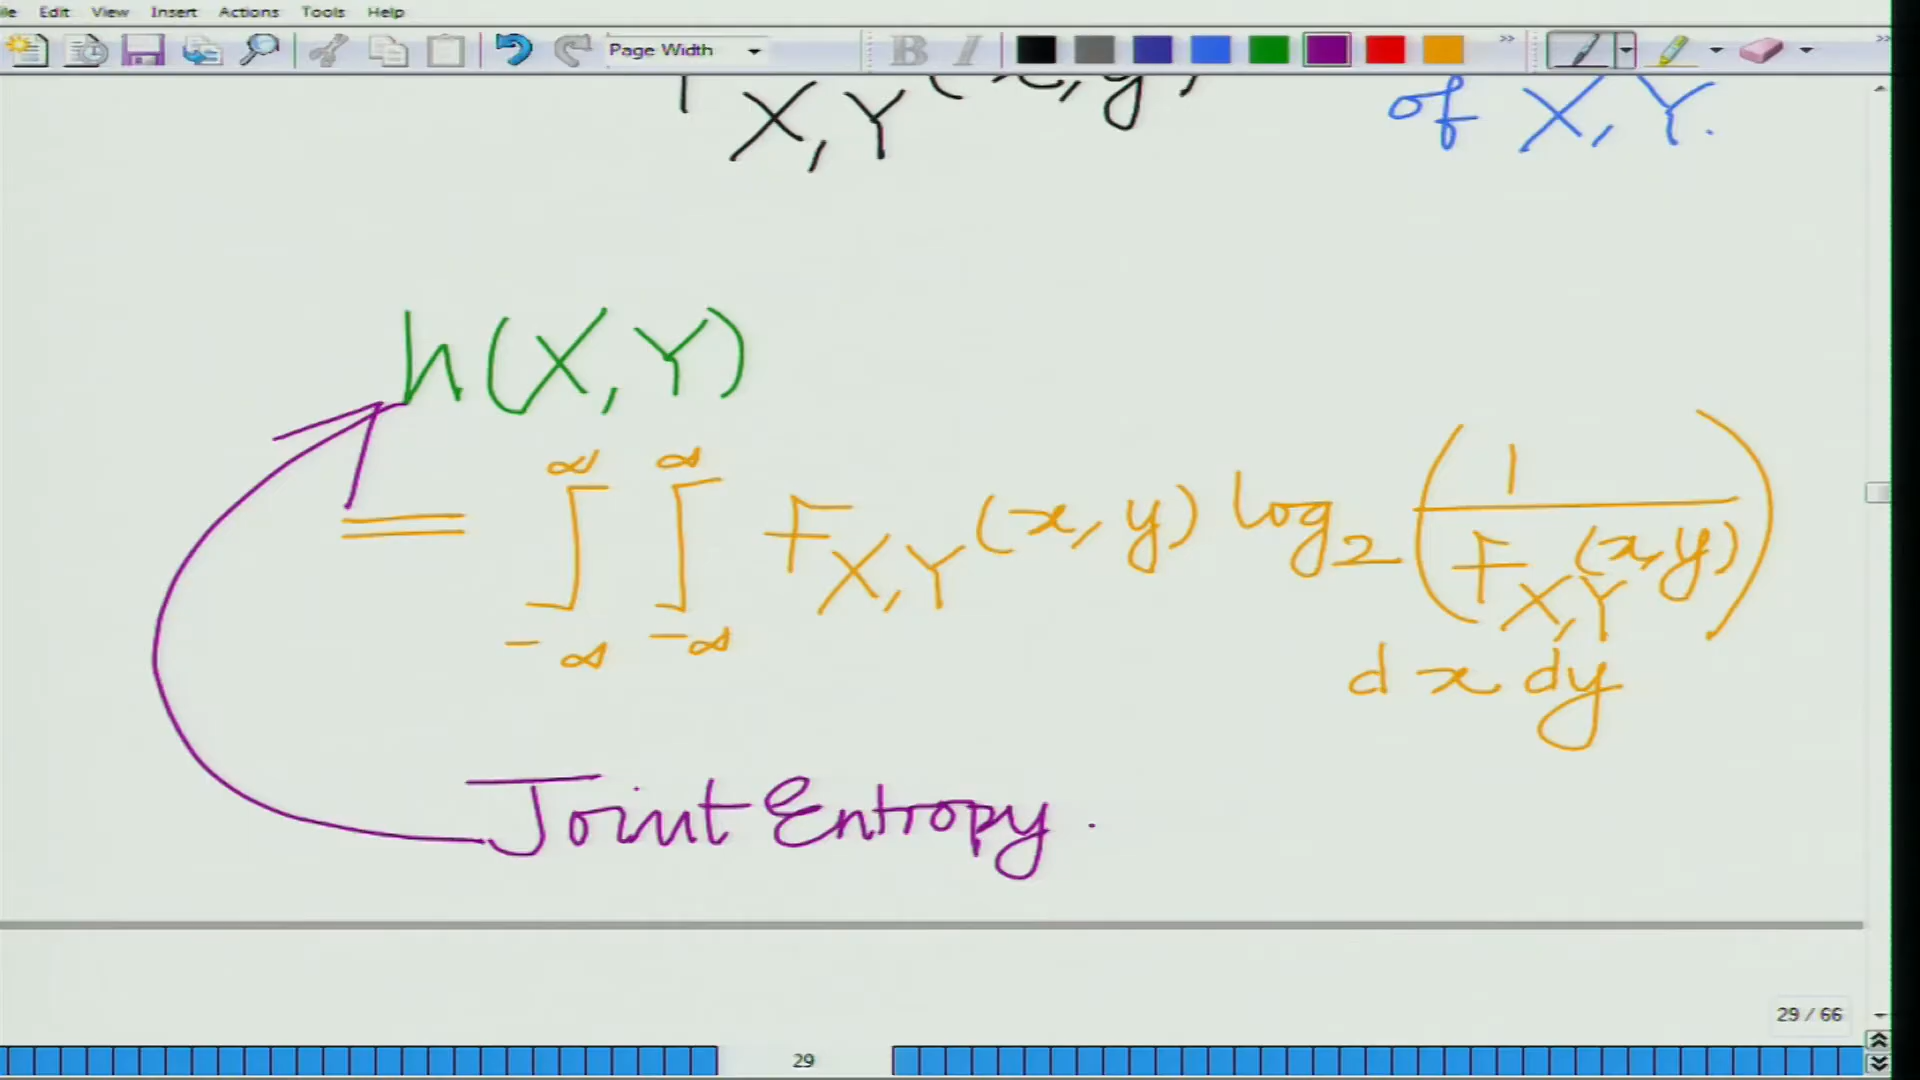 Edit View Insert Actions Tools Help
Page Width B I
X,Y (x,y) of X, Y.
h(X,Y)
= ∫_{-∞}^{∞} ∫_{-∞}^{∞} F_{X,Y}(x,y) log_2 (1 / F_{X,Y}(x,y))
dx dy
Joint Entropy.
29 / 66
29